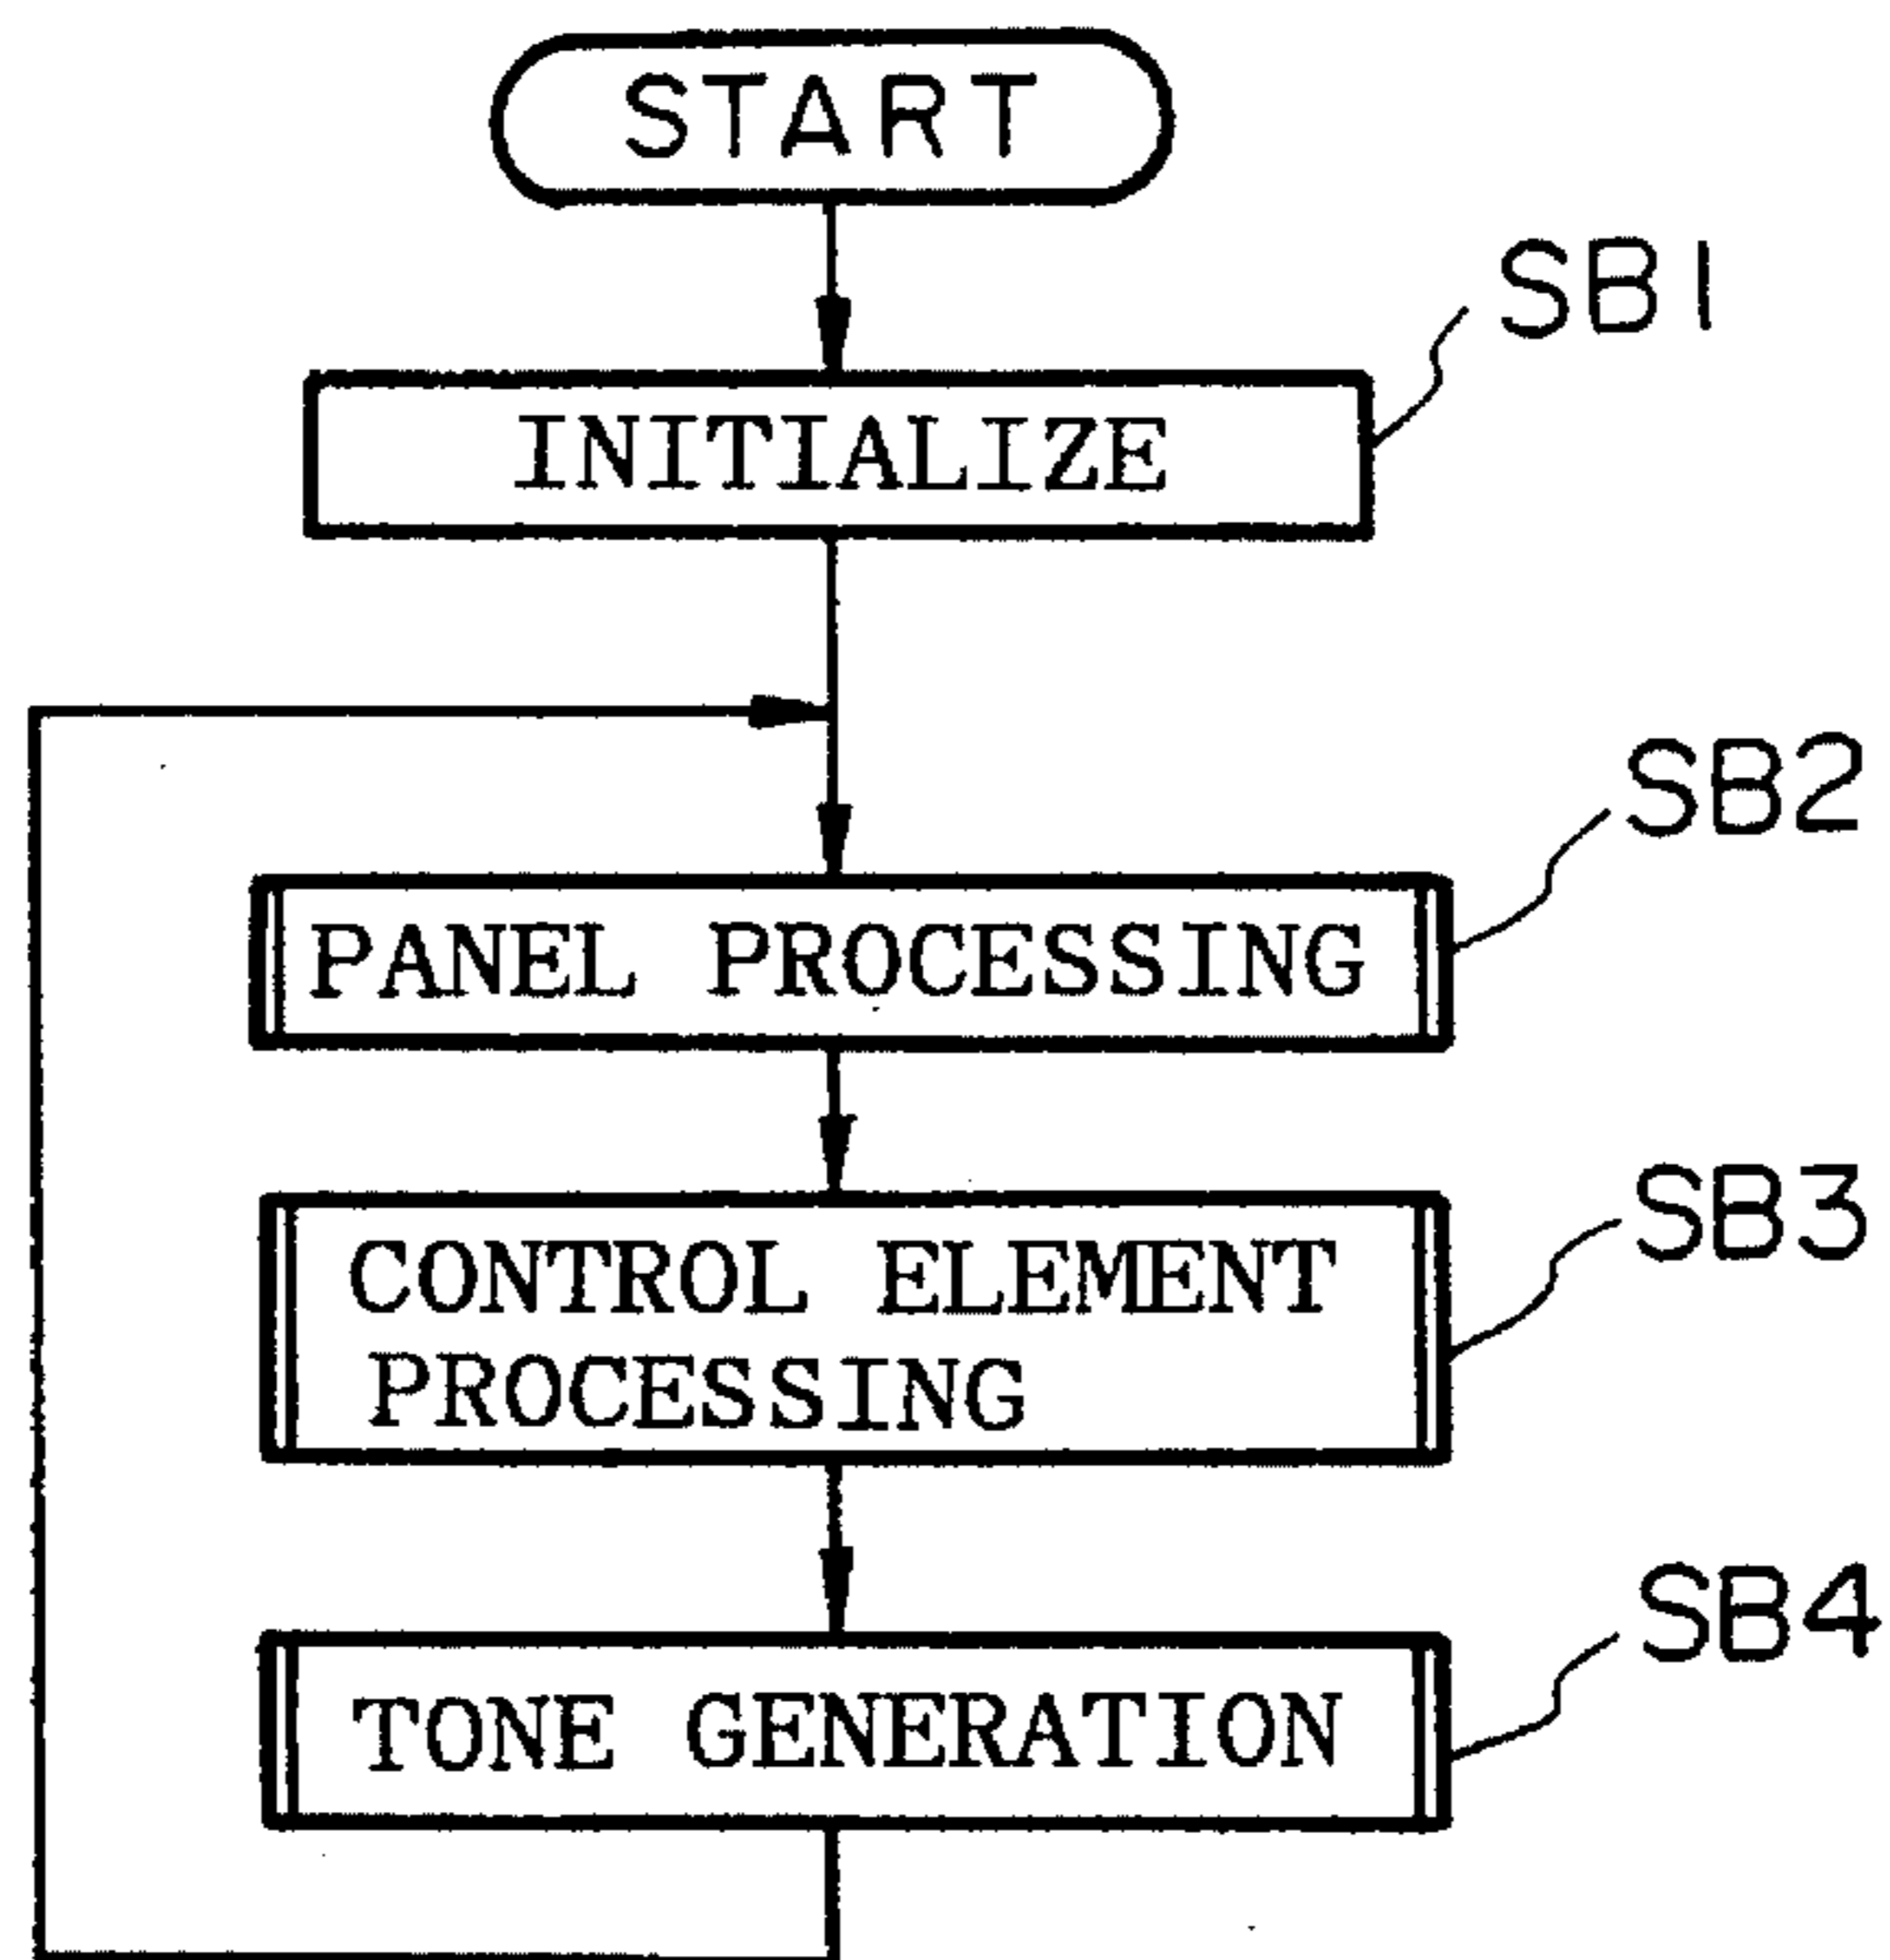 START
SB1
INITIALIZE
SB2
PANEL PROCESSING
SB3
CONTROL ELEMENT
PROCESSING
SB4
TONE GENERATION